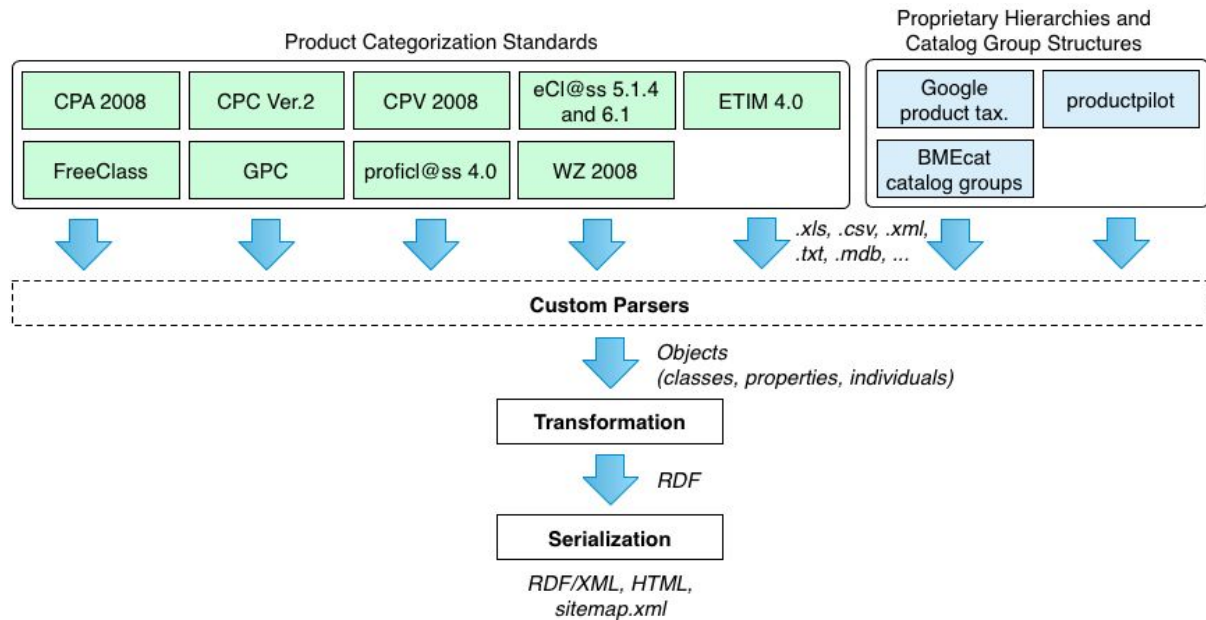 Product Categorization Standards
Proprietary Hierarchies and
Catalog Group Structures
CPA 2008
CPC Ver.2
CPV 2008
eCl@ss 5.1.4
and 6.1
ETIM 4.0
Google
product tax.
productpilot
FreeClass
GPC
proficl@ss 4.0
WZ 2008
BMEcat
catalog groups
.xls, .csv, .xml,
.txt, .mdb, ...
Custom Parsers
Objects
(classes, properties, individuals)
Transformation
RDF
Serialization
RDF/XML, HTML,
sitemap.xml